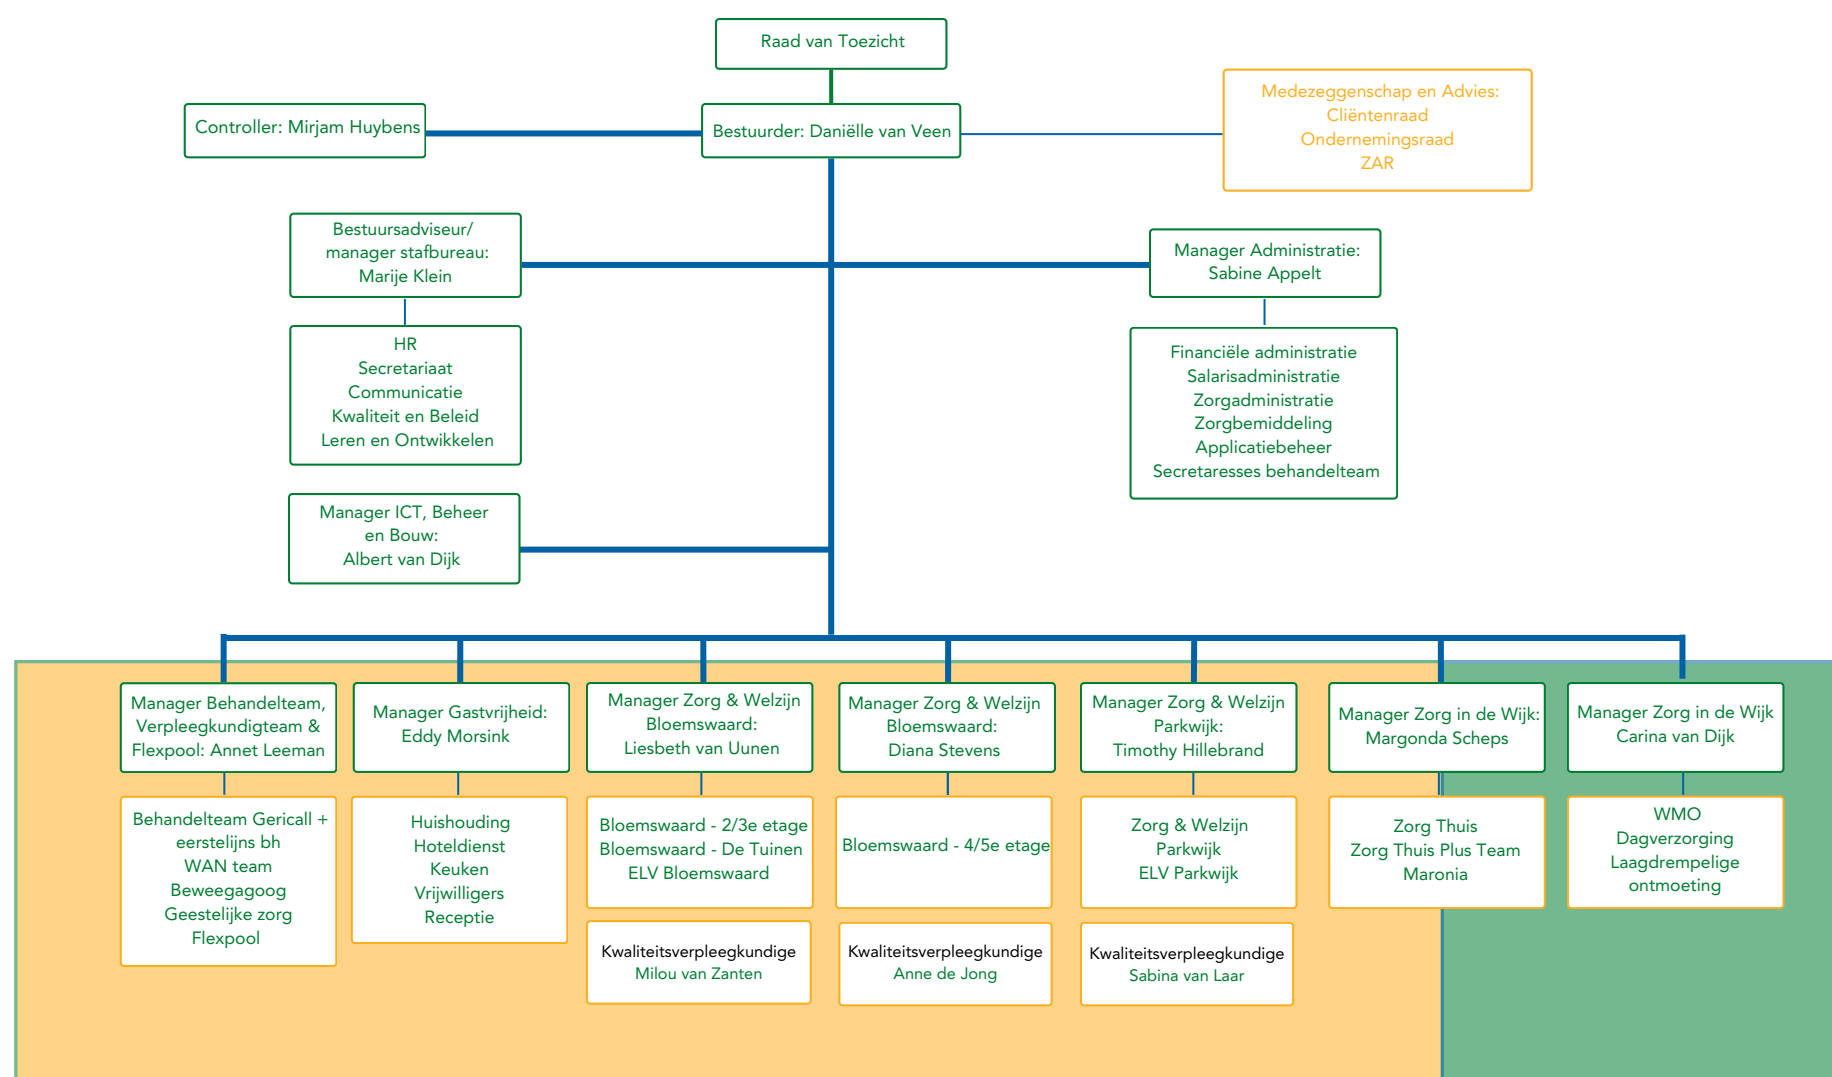 Raad van Toezicht
Controller: Mirjam Huybens
Bestuurder: Daniëlle van Veen
Medezeggenschap en Advies:
Cliëntenraad
Ondernemingsraad
ZAR
Bestuursadviseur/
manager stafbureau:
Marije Klein
Manager Administratie:
Sabine Appelt
HR
Secretariaat
Communicatie
Kwaliteit en Beleid
Leren en Ontwikkelen
Financiële administratie
Salarisadministratie
Zorgadministratie
Zorgbemiddeling
Applicatiebeheer
Secretaresses behandelteam
Manager ICT, Beheer
en Bouw:
Albert van Dijk
Manager Behandelteam,
Verpleegkundigteam &
Flexpool: Annet Leeman
Manager Gastvrijheid:
Eddy Morsink
Manager Zorg & Welzijn
Bloemswaard:
Liesbeth van Uunen
Manager Zorg & Welzijn
Bloemswaard:
Diana Stevens
Manager Zorg & Welzijn
Parkwijk:
Timothy Hillebrand
Manager Zorg in de Wijk:
Margonda Scheps
Manager Zorg in de Wijk
Carina van Dijk
Behandelteam Gericall +
eerstelijns bh
WAN team
Beweegagoog
Geestelijke zorg
Flexpool
Huishouding
Hoteldienst
Keuken
Vrijwilligers
Receptie
Bloemswaard - 2/3e etage
Bloemswaard - De Tuinen
ELV Bloemswaard
Bloemswaard - 4/5e etage
Zorg & Welzijn
Parkwijk
ELV Parkwijk
Zorg Thuis
Zorg Thuis Plus Team
Maronia
WMO
Dagverzorging
Laagdrempelige
ontmoeting
Kwaliteitsverpleegkundige
Milou van Zanten
Kwaliteitsverpleegkundige
Anne de Jong
Kwaliteitsverpleegkundige
Sabina van Laar